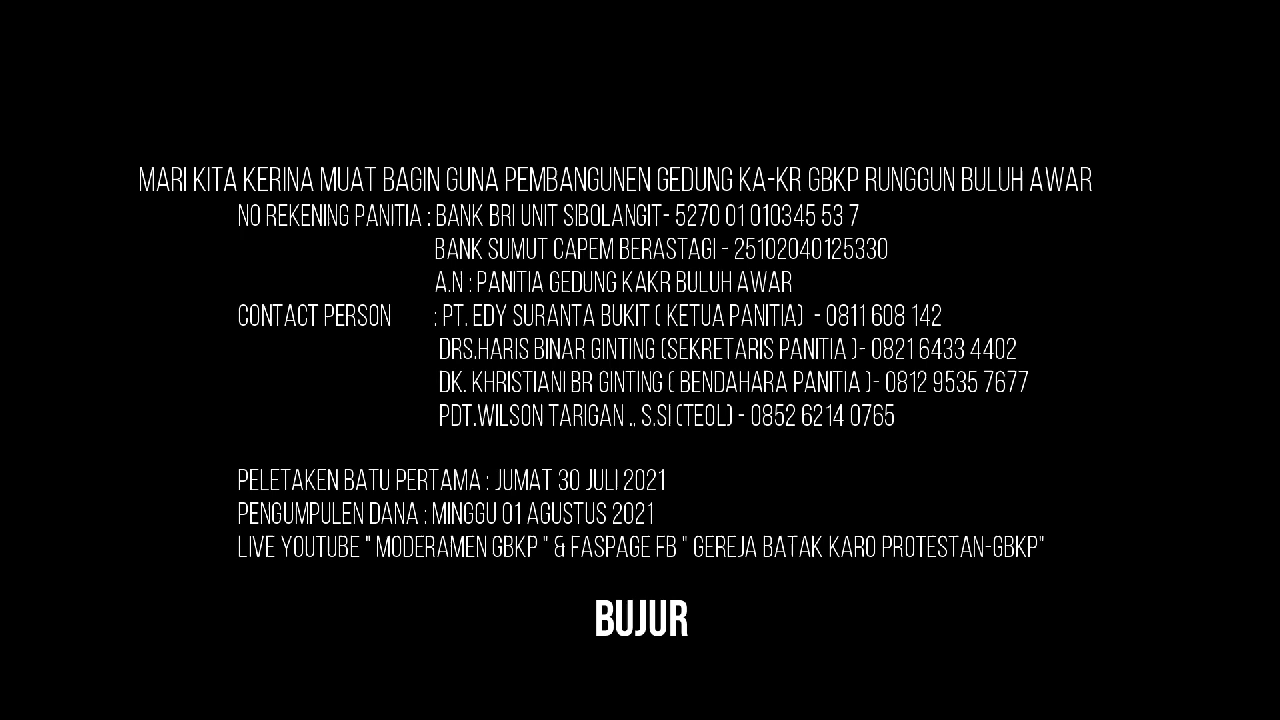 MARI KITA KERINA MUAT BAGIN GUNA PEMBANGUNEN GEDUNG KA-KR GBKP RUNGGUN BULUH AWAR
NO REKENING PANITIA : BANK BRI UNIT SIBOLANGIT- 5270 01 010345 53 7
BANK SUMUT CAPEM BERASTAGI - 25102040125330
A.N : PANITIA GEDUNG KAKR BULUH AWAR
CONTACT PERSON : PT. EDY SURANTA BUKIT ( KETUA PANITIA) - 0811 608 142
DRS.HARIS BINAR GINTING (SEKRETARIS PANITIA )- 0821 6433 4402
DK. KHRISTIANI BR GINTING ( BENDAHARA PANITIA )- 0812 9535 7677
PDT.WILSON TARIGAN ., S.SI (TEOL) - 0852 6214 0765
PELETAKEN BATU PERTAMA : JUMAT 30 JULI 2021
PENGUMPULEN DANA : MINGGU 01 AGUSTUS 2021
LIVE YOUTUBE " MODERAMEN GBKP " & FASPAGE FB " GEREJA BATAK KARO PROTESTAN-GBKP"
BUJUR